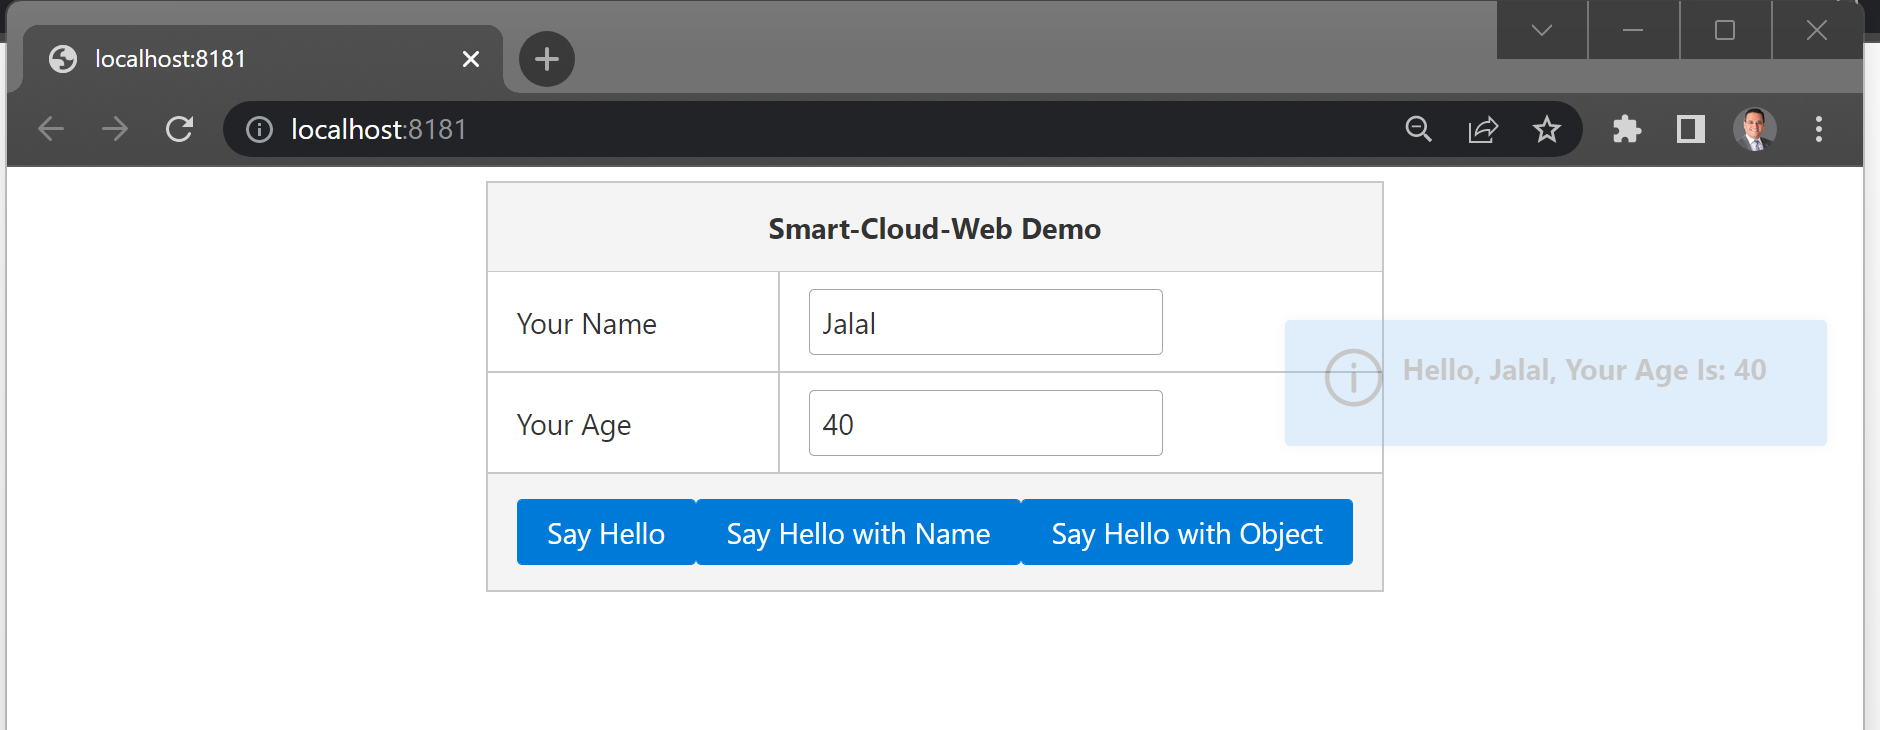 localhost:8181
localhost:8181
Smart-Cloud-Web Demo
Your Name
Jalal
Hello, Jalal, Your Age Is: 40
Your Age
40
Say Hello
Say Hello with Name
Say Hello with Object